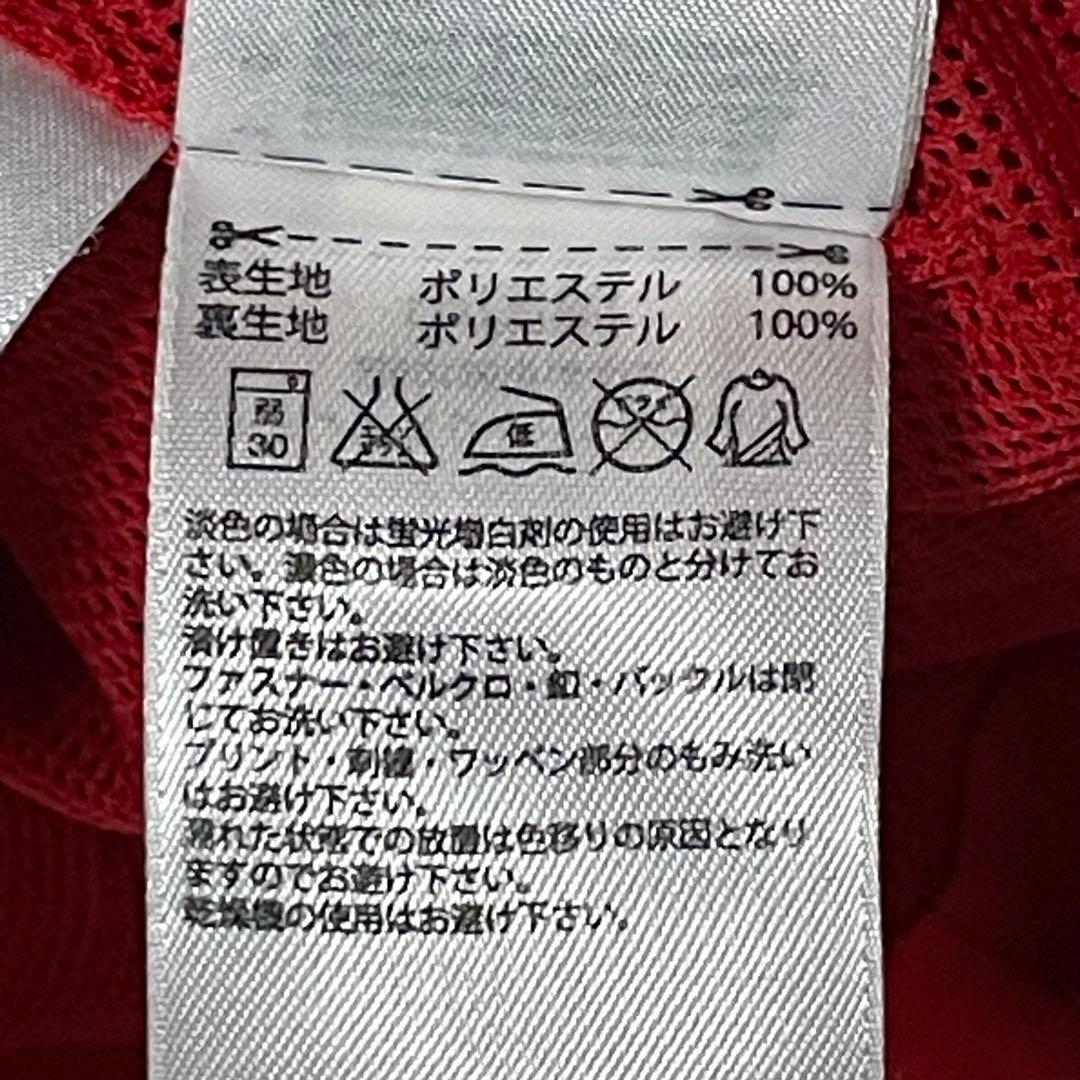 表生地 ポリエステル 100%
裏生地 ポリエステル 100%
弱
30
エンソ
サラシ
低
ドライ
淡色の場合は蛍光増白剤の使用はお避け下
さい。濃色の場合は淡色のものと分けてお
洗い下さい。
漬け置きはお避け下さい。
ファスナー・ベルクロ・釦・バックルは閉
じてお洗い下さい。
プリント・刺繍・ワッペン部分のもみ洗い
はお避け下さい。
濡れた状態での放置は色移りの原因となり
ますのでお避け下さい。
乾燥機の使用はお避け下さい。